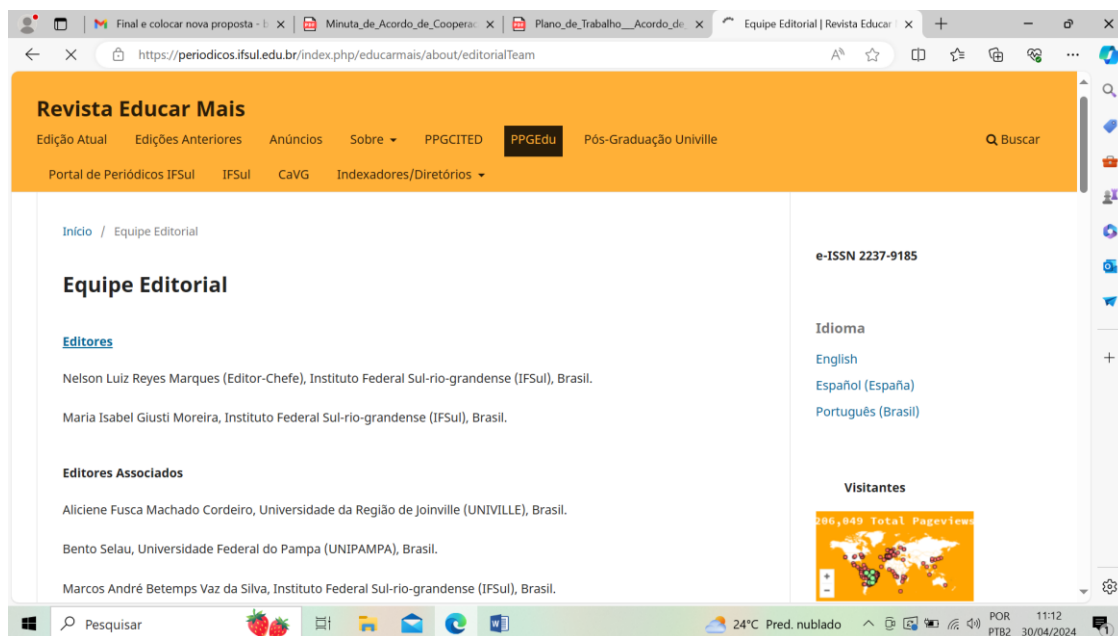 Final e colocar nova proposta - b
Minuta_de_Acordo_de_Cooperac
Plano_de_Trabalho__Acordo_de_
Equipe Editorial | Revista Educar
https://periodicos.ifsul.edu.br/index.php/educarmais/about/editorialTeam
Revista Educar Mais
Edição Atual Edições Anteriores Anúncios Sobre PPGCITED PPGEdu Pós-Graduação Univille Buscar
Portal de Periódicos IFSul IFSul CaVG Indexadores/Diretórios
Início / Equipe Editorial
Equipe Editorial
Editores
Nelson Luiz Reyes Marques (Editor-Chefe), Instituto Federal Sul-rio-grandense (IFSul), Brasil.
Maria Isabel Giusti Moreira, Instituto Federal Sul-rio-grandense (IFSul), Brasil.
Editores Associados
Aliciene Fusca Machado Cordeiro, Universidade da Região de Joinville (UNIVILLE), Brasil.
Bento Selau, Universidade Federal do Pampa (UNIPAMPA), Brasil.
Marcos André Betemps Vaz da Silva, Instituto Federal Sul-rio-grandense (IFSul), Brasil.
e-ISSN 2237-9185
Idioma
English
Español (España)
Português (Brasil)
Visitantes
206,049 Total Pageviews
Pesquisar
24°C Pred. nublado
POR
PTB2
11:12
30/04/2024